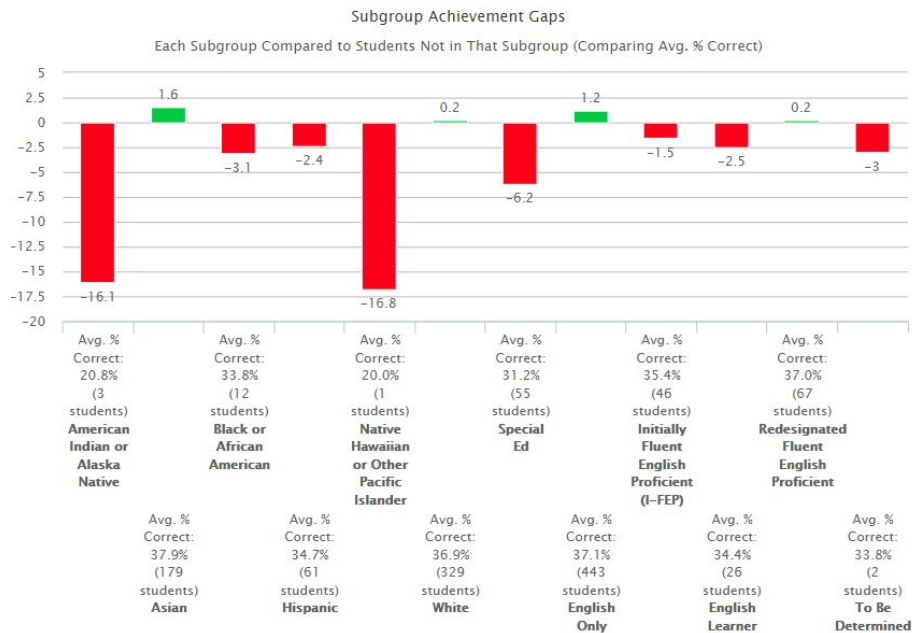 Subgroup Achievement Gaps
Each Subgroup Compared to Students Not in That Subgroup (Comparing Avg. % Correct)
5
2.5
0
-2.5
-5
-7.5
-10
-12.5
-15
-17.5
-20
-16.1
1.6
-3.1
-2.4
-16.8
0.2
-6.2
1.2
-1.5
-2.5
0.2
-3
Avg. %
Correct:
20.8%
(3
students)
American
Indian or
Alaska
Native
Avg. %
Correct:
33.8%
(12
students)
Black or
African
American
Avg. %
Correct:
20.0%
(1
students)
Native
Hawaiian
or Other
Pacific
Islander
Avg. %
Correct:
31.2%
(55
students)
Special
Ed
Avg. %
Correct:
35.4%
(46
students)
Initially
Fluent
English
Proficient
(I-FEP)
Avg. %
Correct:
37.0%
(67
students)
Redesignated
Fluent
English
Proficient
Avg. %
Correct:
37.9%
(179
students)
Asian
Avg. %
Correct:
34.7%
(61
students)
Hispanic
Avg. %
Correct:
36.9%
(329
students)
White
Avg. %
Correct:
37.1%
(443
students)
English
Only
Avg. %
Correct:
34.4%
(26
students)
English
Learner
Avg. %
Correct:
33.8%
(2
students)
To Be
Determined